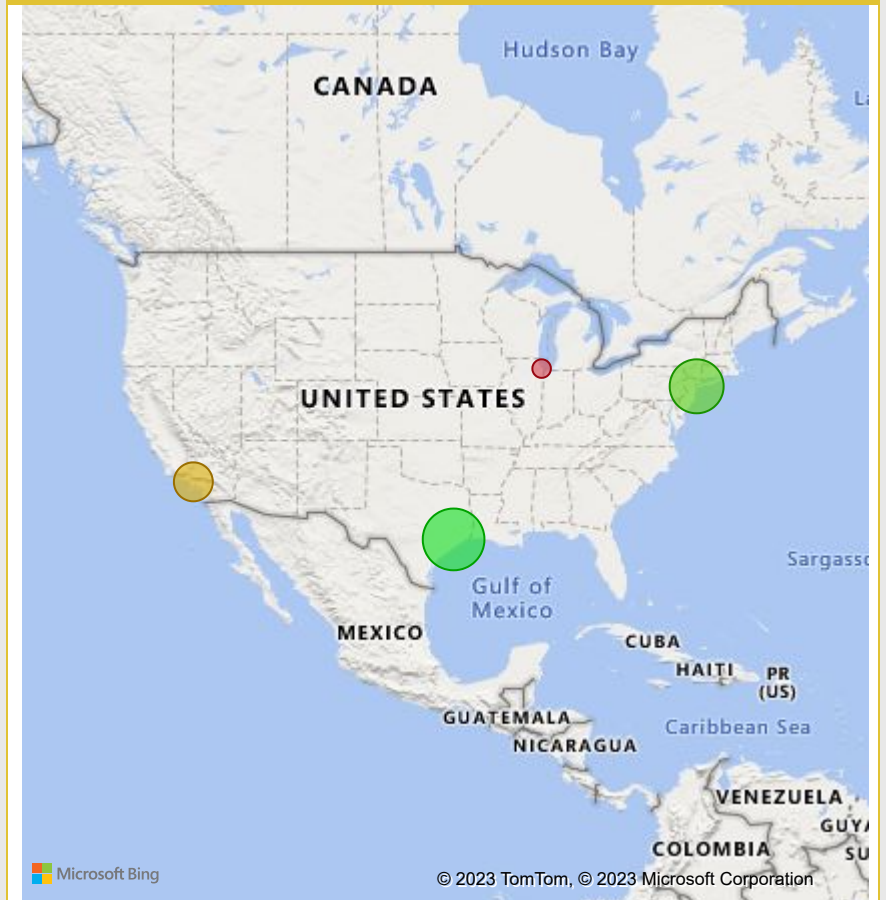 Hudson Bay
CANADA
La
UNITED STATES
Sargasso
Gulf of
Mexico
MEXICO
CUBA
HAITI
PR
(US)
GUATEMALA
Caribbean Sea
NICARAGUA
VENEZUELA
GUYA
COLOMBIA
SU
Microsoft Bing
© 2023 TomTom, © 2023 Microsoft Corporation